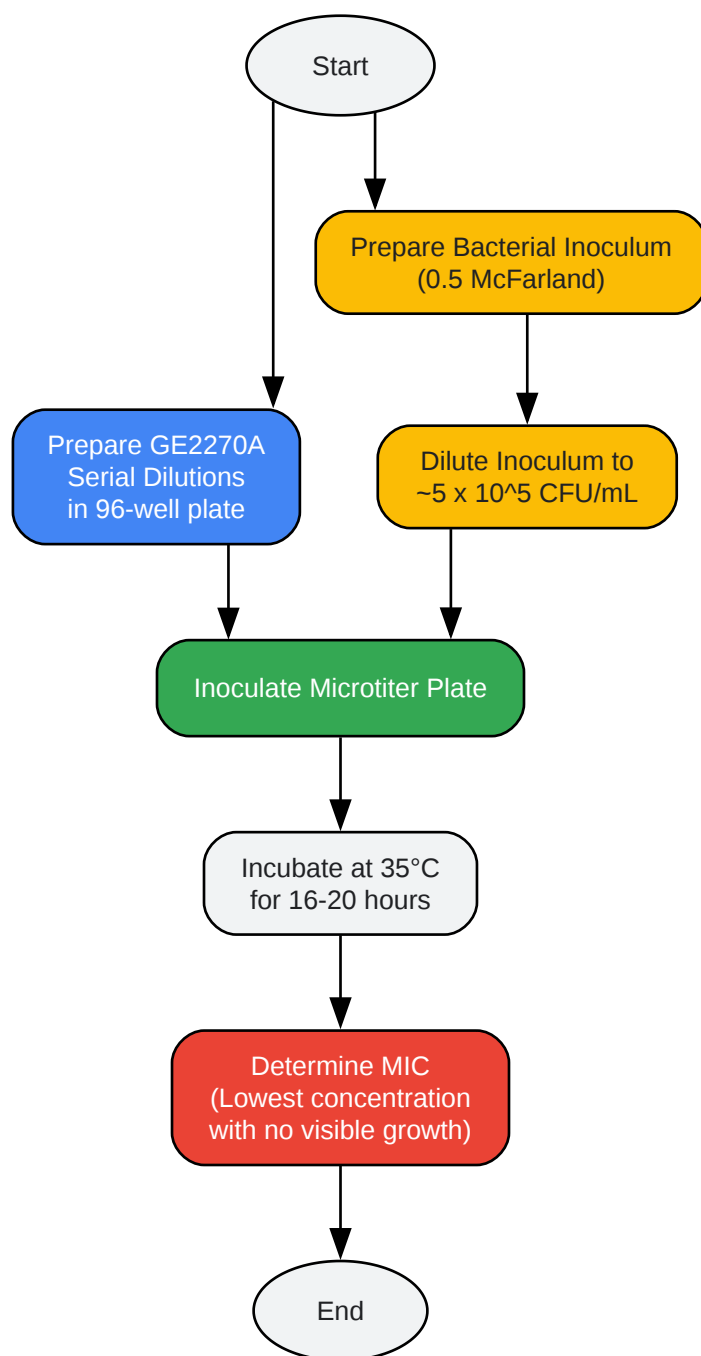 Start
Prepare Bacterial Inoculum
(0.5 McFarland)
Prepare GE2270A
Serial Dilutions
in 96-well plate
Dilute Inoculum to
~5 x 10^5 CFU/mL
Inoculate Microtiter Plate
Incubate at 35°C
for 16-20 hours
Determine MIC
(Lowest concentration
with no visible growth)
End